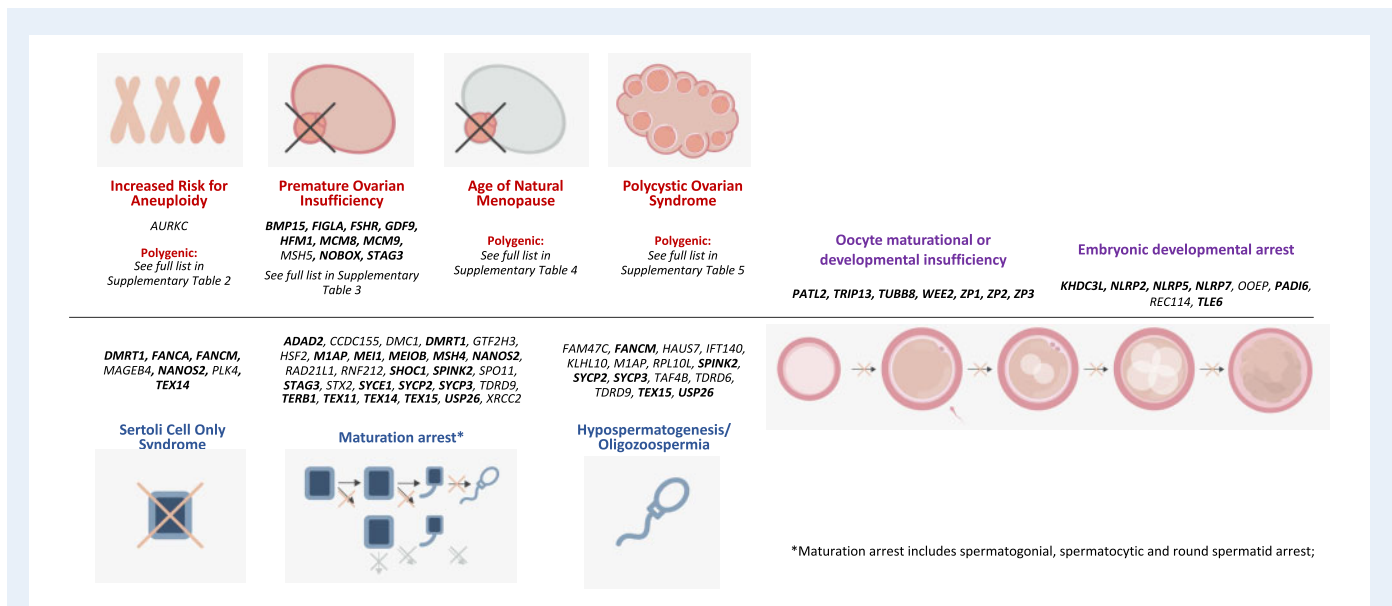 Increased Risk for
Aneuploidy
AURKC
Polygenic:
See full list in
Supplementary Table 2
Premature Ovarian
Insufficiency
BMP15, FIGLA, FSHR, GDF9,
HFM1, MCM8, MCM9,
MSH5, NOBOX, STAG3
See full list in Supplementary
Table 3
Age of Natural
Menopause
Polygenic:
See full list in
Supplementary Table 4
Polycystic Ovarian
Syndrome
Polygenic:
See full list in
Supplementary Table 5
Oocyte maturational or
developmental insufficiency
PATL2, TRIP13, TUBB8, WEE2, ZP1, ZP2, ZP3
Embryonic developmental arrest
KHDC3L, NLRP2, NLRP5, NLRP7, OOEP, PADI6,
REC114, TLE6
DMRT1, FANCA, FANCM,
MAGEB4, NANOS2, PLK4,
TEX14
Sertoli Cell Only
Syndrome
ADAD2, CCDC155, DMC1, DMRT1, GTF2H3,
HSF2, M1AP, MEI1, MEIOB, MSH4, NANOS2,
RAD21L1, RNF212, SHOC1, SPINK2, SPO11,
STAG3, STX2, SYCE1, SYCP2, SYCP3, TDRD9,
TERB1, TEX11, TEX14, TEX15, USP26, XRCC2
Maturation arrest*
FAM47C, FANCM, HAUS7, IFT140,
KLHL10, M1AP, RPL10L, SPINK2,
SYCP2, SYCP3, TAF4B, TDRD6,
TDRD9, TEX15, USP26
Hypospermatogenesis/
Oligozoospermia
*Maturation arrest includes spermatogonial, spermatocytic and round spermatid arrest;